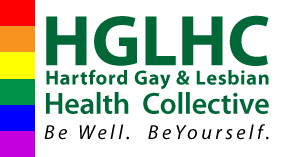 HGLHC
Hartford Gay & Lesbian
Health Collective
Be Well. BeYourself.